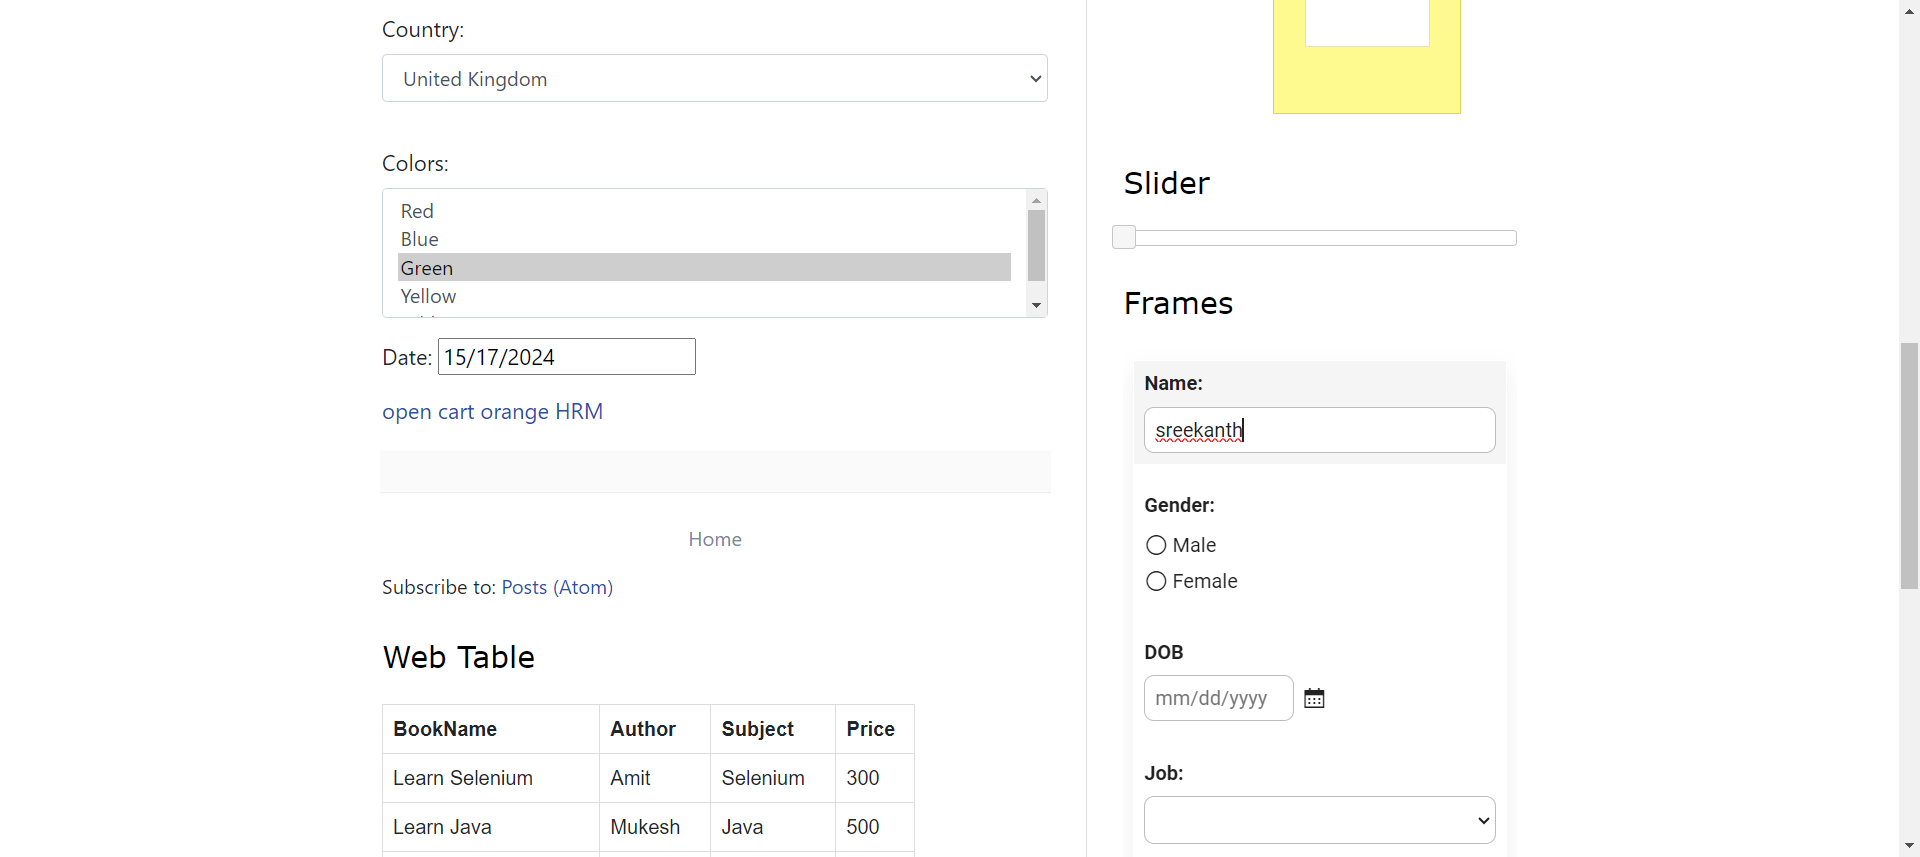 Country:
United Kingdom
Colors:
Red
Blue
Green
Yellow
Date: 15/17/2024
open cart orange HRM
Home
Subscribe to: Posts (Atom)
Web Table
BookName Author Subject Price
Learn Selenium Amit Selenium 300
Learn Java Mukesh Java 500
Slider
Frames
Name:
sreekanth
Gender:
Male
Female
DOB
mm/dd/yyyy
Job: